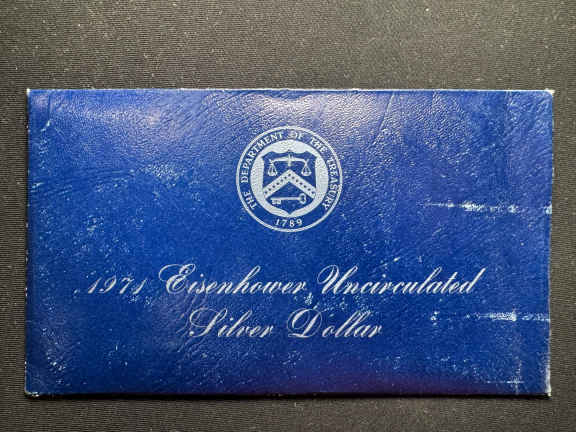 THE DEPARTMENT OF THE TREASURY
1789
1971 Eisenhower Uncirculated
Silver Dollar